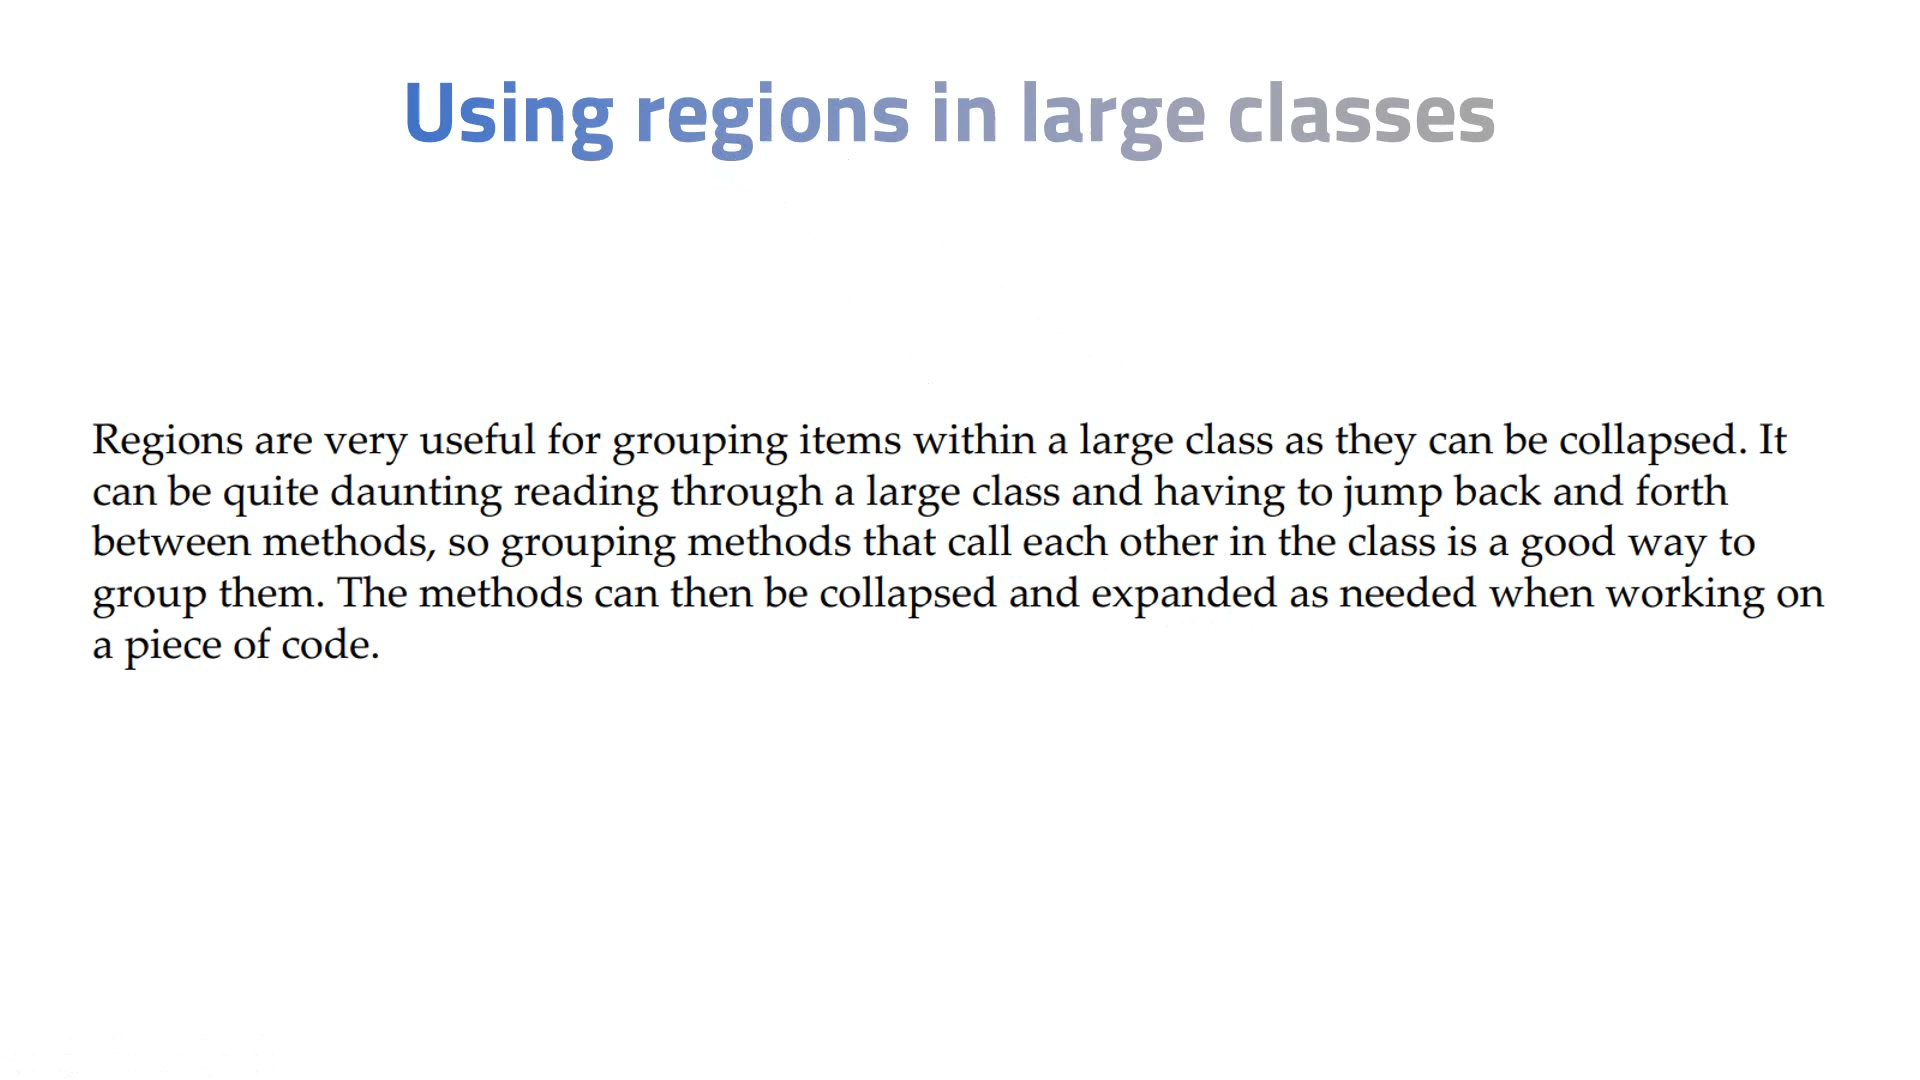 Using regions in large classes
Regions are very useful for grouping items within a large class as they can be collapsed. It
can be quite daunting reading through a large class and having to jump back and forth
between methods, so grouping methods that call each other in the class is a good way to
group them. The methods can then be collapsed and expanded as needed when working on
a piece of code.